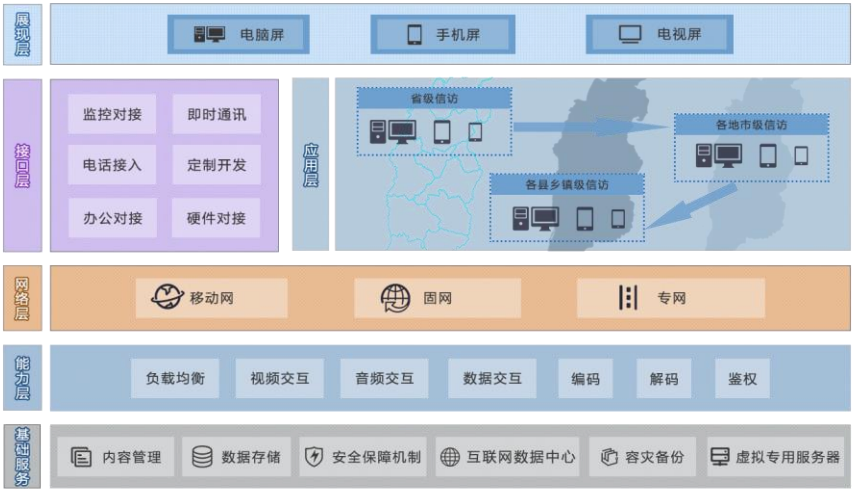 展现层
电脑屏
手机屏
电视屏
接口层
监控对接
即时通讯
电话接入
定制开发
办公对接
硬件对接
应用层
省级信访
各地市级信访
各县乡镇级信访
网络层
移动网
固网
专网
能力层
负载均衡
视频交互
音频交互
数据交互
编码
解码
鉴权
基础服务
内容管理
数据存储
安全保障机制
互联网数据中心
容灾备份
虚拟专用服务器